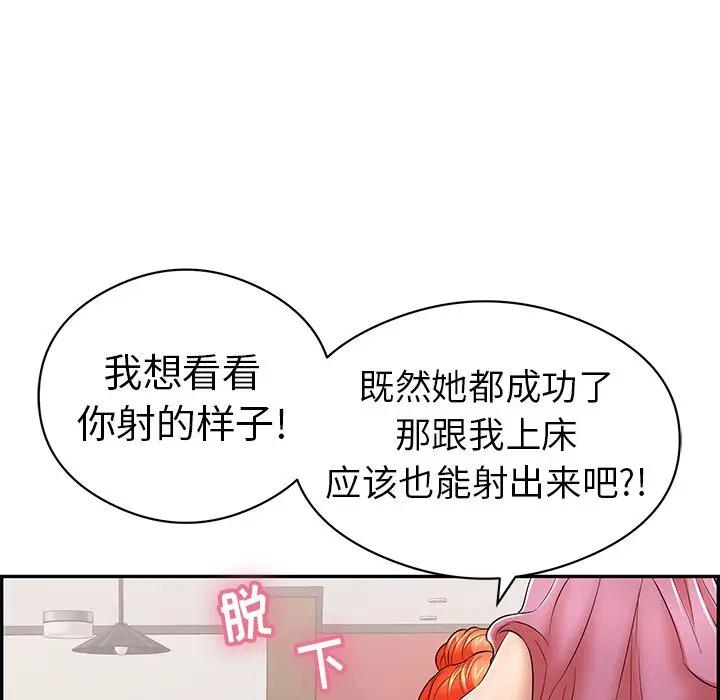 我想看看
你射的样子!
既然她都成功了
那跟我上床
应该也能射出来吧?!
脱
下